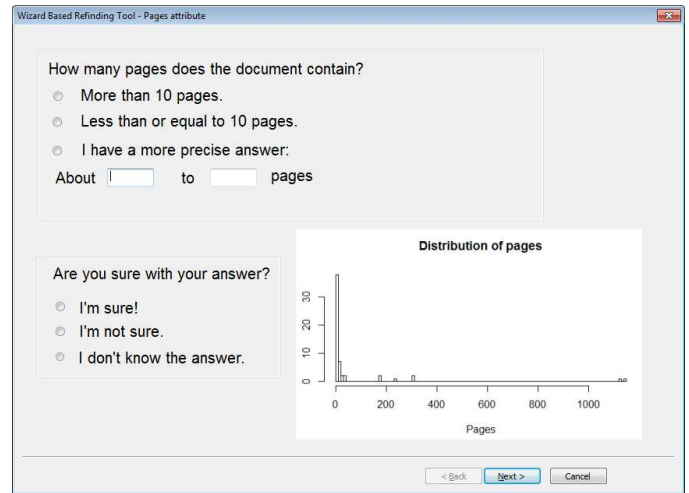 Wizard Based Refinding Tool - Pages attribute
How many pages does the document contain?
More than 10 pages.
Less than or equal to 10 pages.
I have a more precise answer:
About to pages
Are you sure with your answer?
I'm sure!
I'm not sure.
I don't know the answer.
Distribution of pages
30
20
10
0
0 200 400 600 800 1000
Pages
< Back Next > Cancel